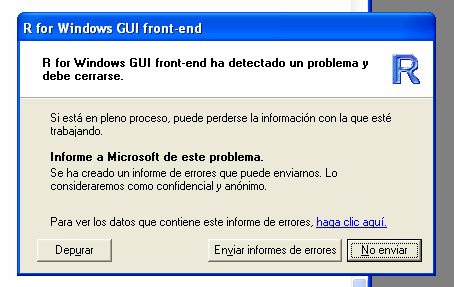 R for Windows GUI front-end
R for Windows GUI front-end ha detectado un problema y
debe cerrarse.
R
Si está en pleno proceso, puede perderse la información con la que esté
trabajando.
Informe a Microsoft de este problema.
Se ha creado un informe de errores que puede enviarnos. Lo
consideraremos como confidencial y anónimo.
Para ver los datos que contiene este informe de errores, haga clic aquí.
Depurar Enviar informes de errores No enviar